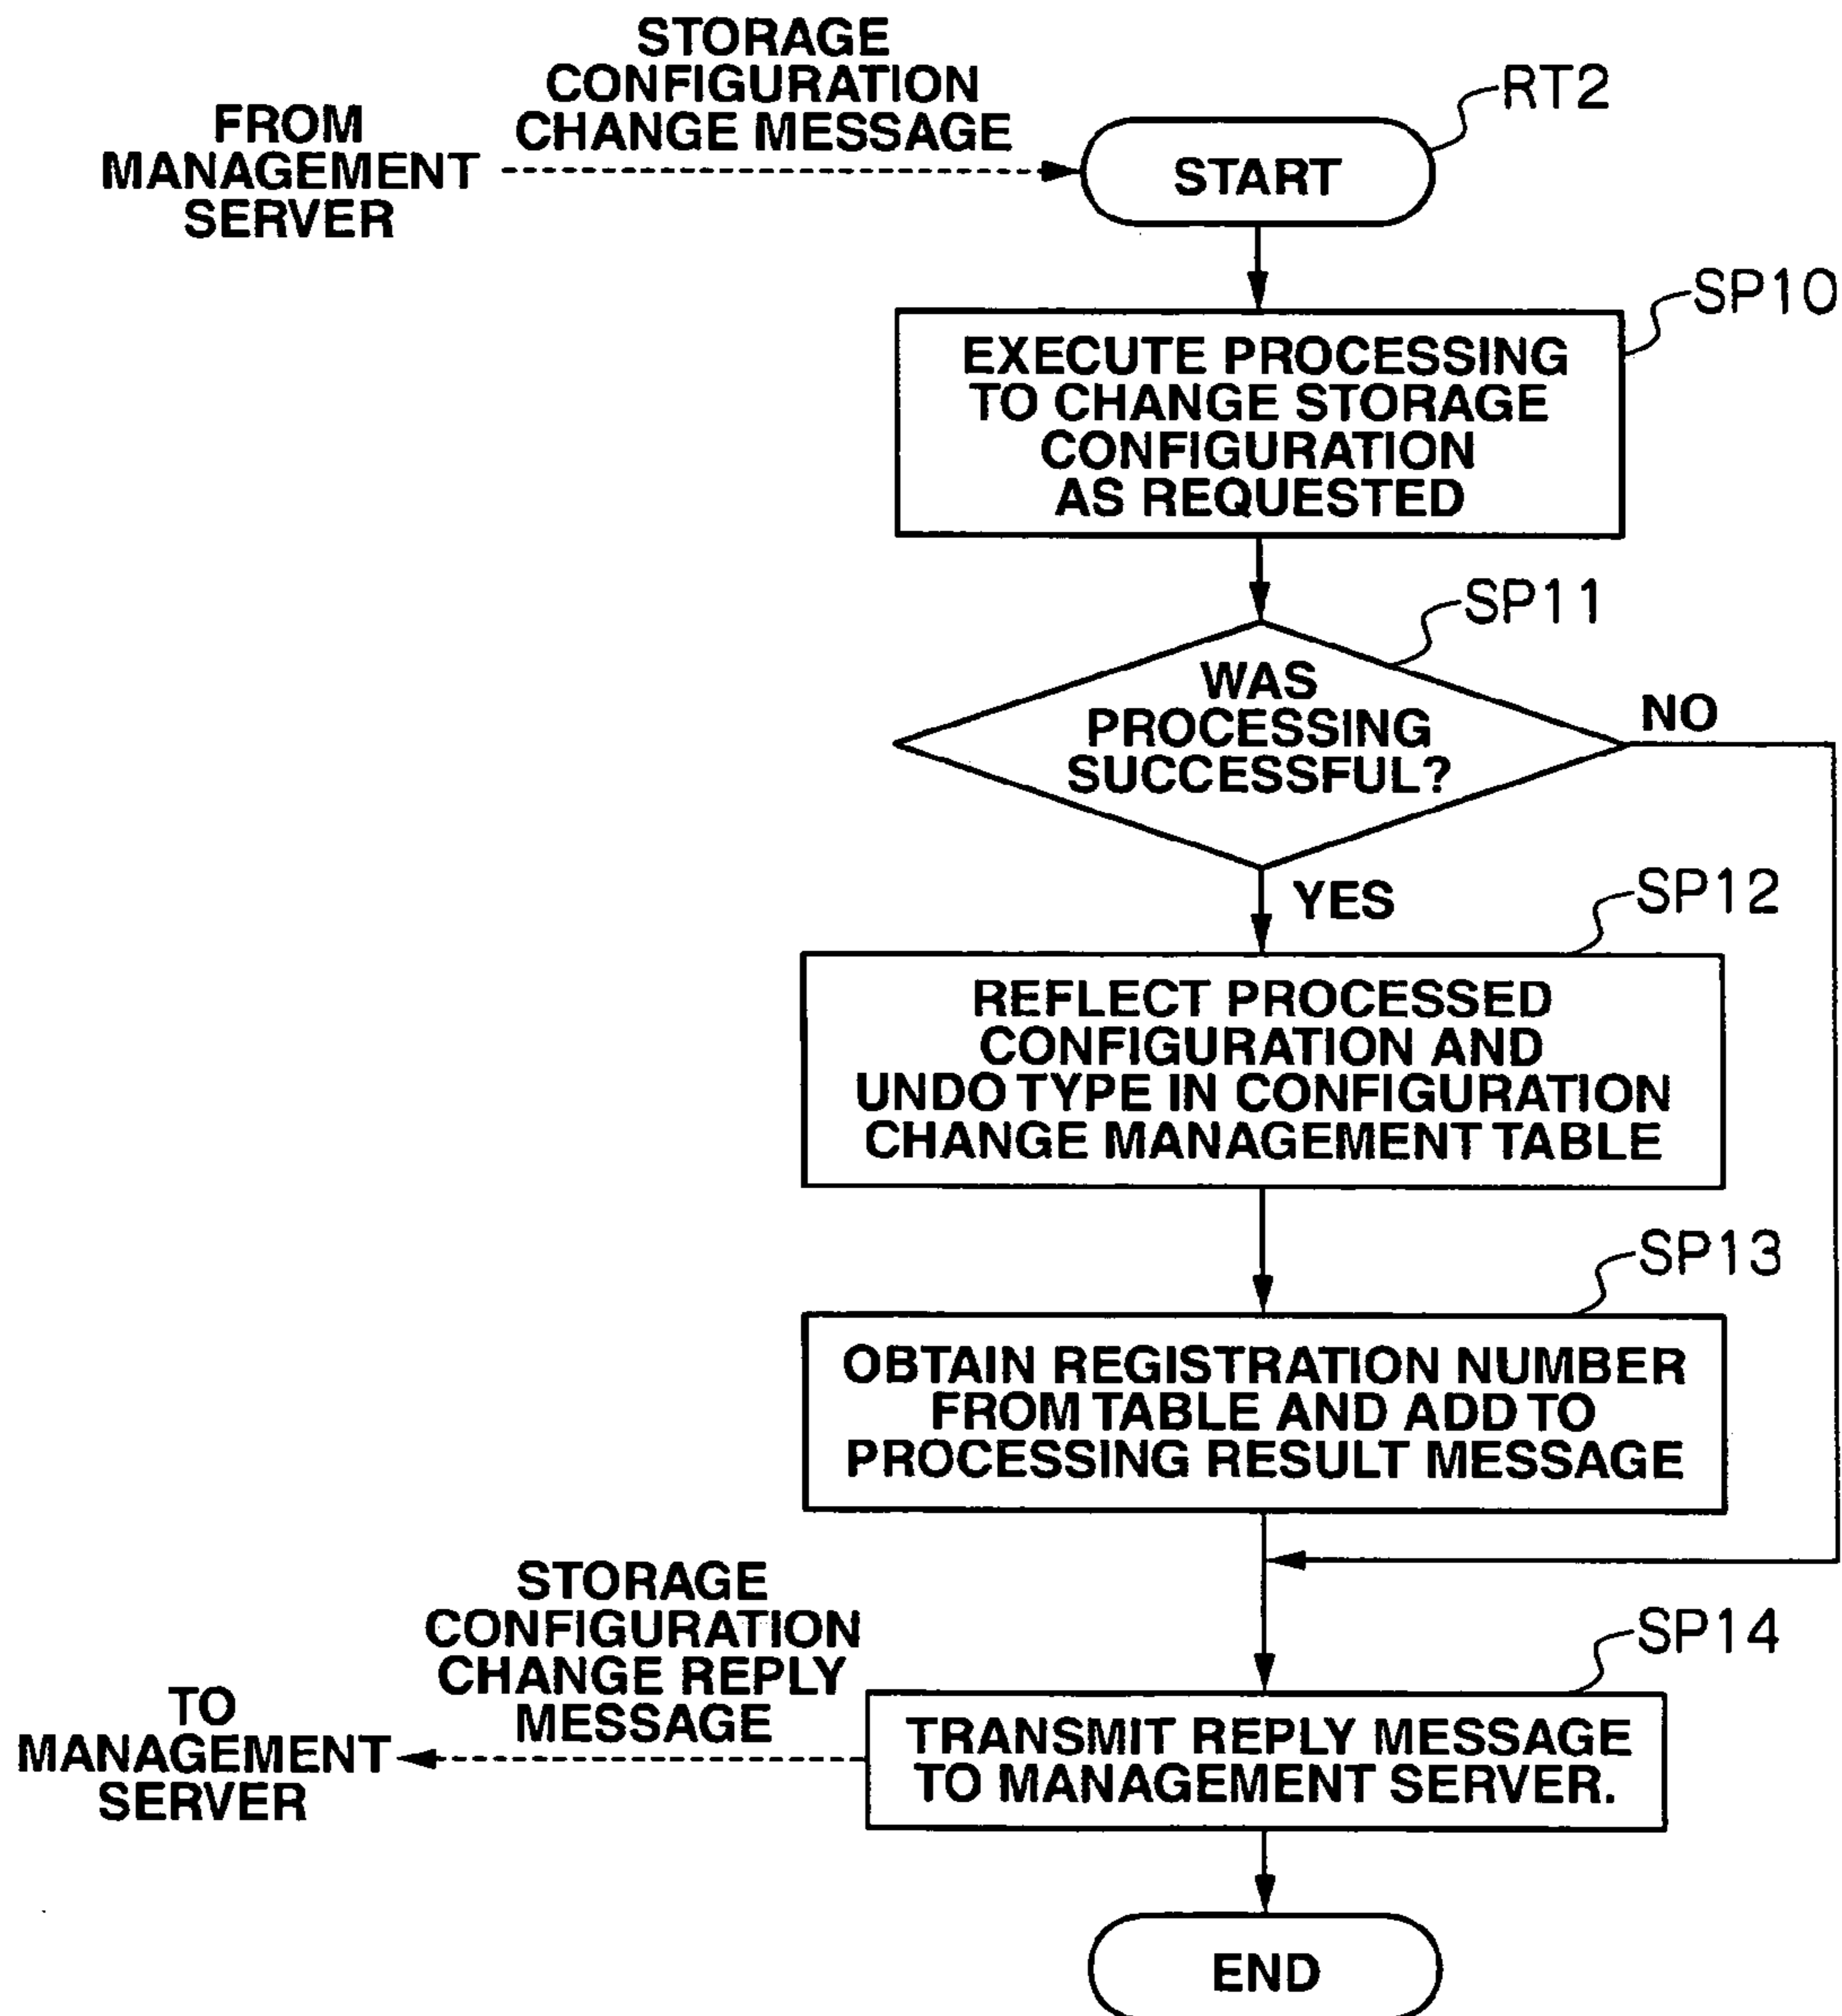 STORAGE
CONFIGURATION
CHANGE MESSAGE
FROM
MANAGEMENT
SERVER
RT2
START
SP10
EXECUTE PROCESSING
TO CHANGE STORAGE
CONFIGURATION
AS REQUESTED
SP11
WAS
PROCESSING
SUCCESSFUL?
NO
YES
SP12
REFLECT PROCESSED
CONFIGURATION AND
UNDO TYPE IN CONFIGURATION
CHANGE MANAGEMENT TABLE
SP13
OBTAIN REGISTRATION NUMBER
FROM TABLE AND ADD TO
PROCESSING RESULT MESSAGE
STORAGE
CONFIGURATION
CHANGE REPLY
MESSAGE
TO
MANAGEMENT
SERVER
SP14
TRANSMIT REPLY MESSAGE
TO MANAGEMENT SERVER.
END